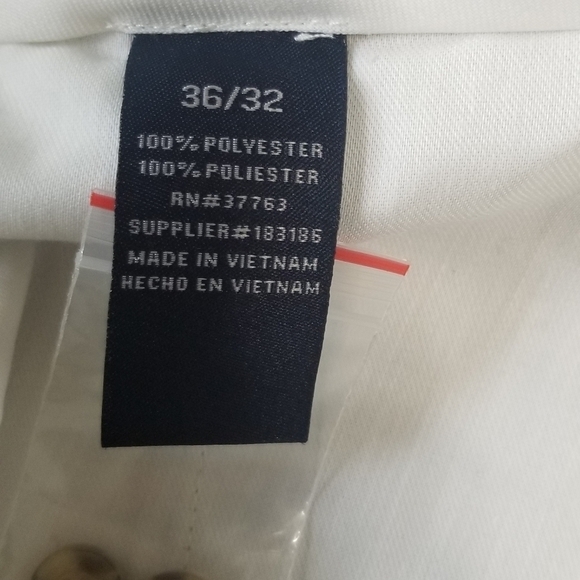 36/32
100% POLYESTER
100% POLIESTER
RN#37763
SUPPLIER#183186
MADE IN VIETNAM
HECHO EN VIETNAM